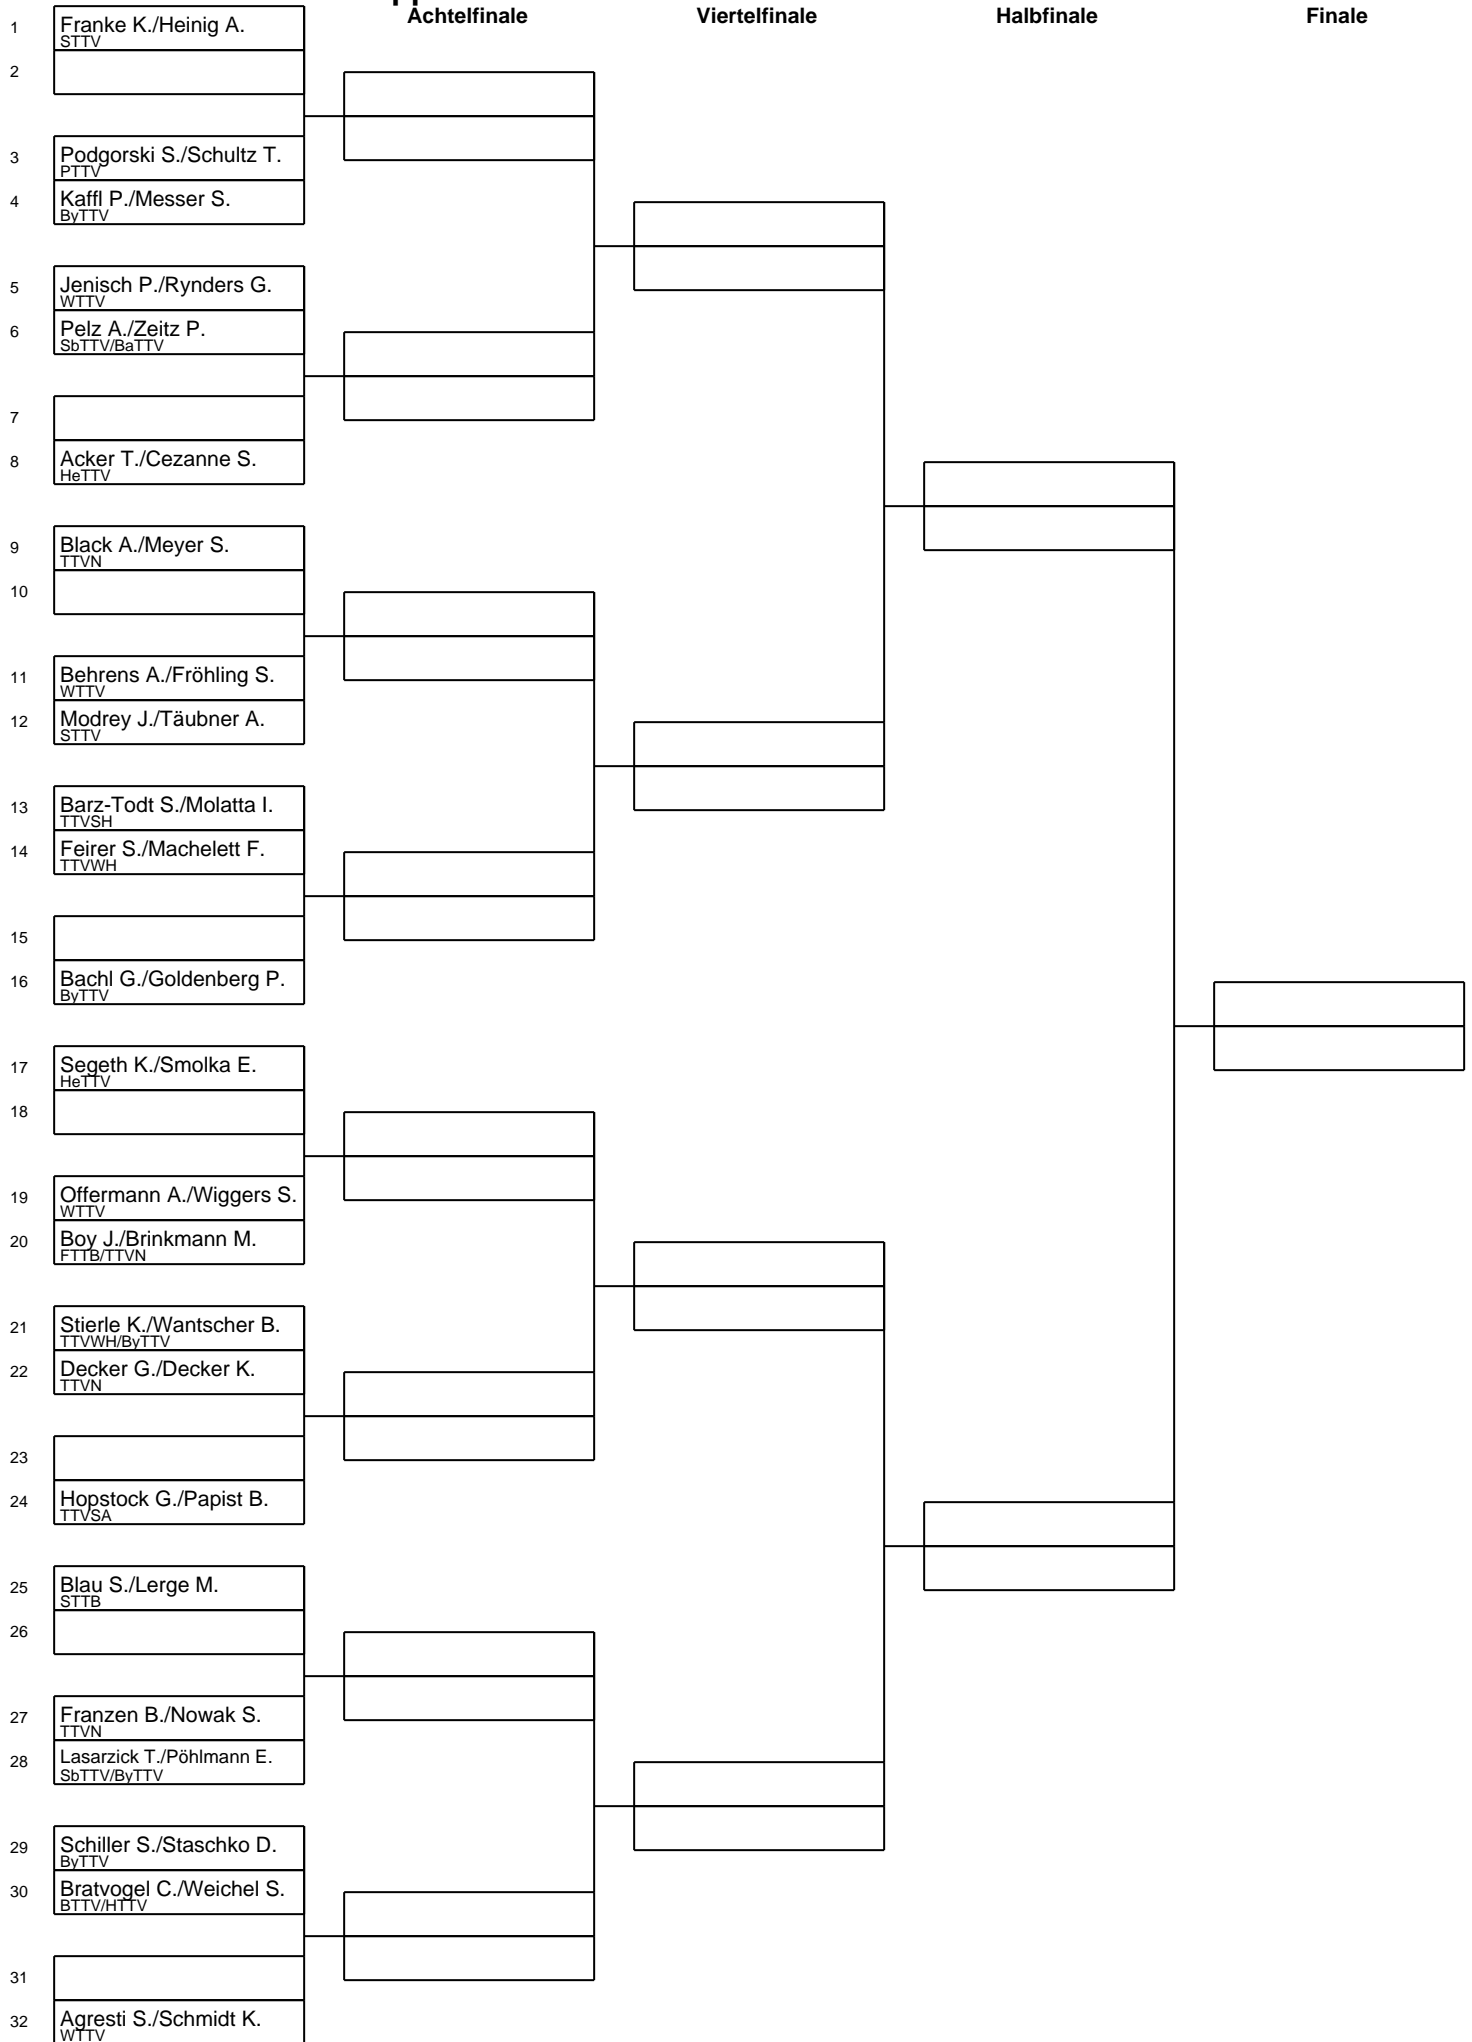 Achtelfinale Viertelfinale Halbfinale Finale
1 Franke K./Heinig A.
STTV
2
3 Podgorski S./Schultz T.
PTTV
4 Kaffl P./Messer S.
ByTTV
5 Jenisch P./Rynders G.
WTTV
6 Pelz A./Zeitz P.
SbTTV/BaTTV
7
8 Acker T./Cezanne S.
HeTTV
9 Black A./Meyer S.
TTVN
10
11 Behrens A./Fröhling S.
WTTV
12 Modrey J./Täubner A.
STTV
13 Barz-Todt S./Molatta I.
TTVSH
14 Feirer S./Machelett F.
TTVWH
15
16 Bachl G./Goldenberg P.
ByTTV
17 Segeth K./Smolka E.
HeTTV
18
19 Offermann A./Wiggers S.
WTTV
20 Boy J./Brinkmann M.
FTTB/TTVN
21 Stierle K./Wantscher B.
TTVWH/ByTTV
22 Decker G./Decker K.
TTVN
23
24 Hopstock G./Papist B.
TTVSA
25 Blau S./Lerge M.
STTB
26
27 Franzen B./Nowak S.
TTVN
28 Lasarzick T./Pöhlmann E.
SbTTV/ByTTV
29 Schiller S./Staschko D.
ByTTV
30 Bratvogel C./Weichel S.
BTTV/HTTV
31
32 Agresti S./Schmidt K.
WTTV